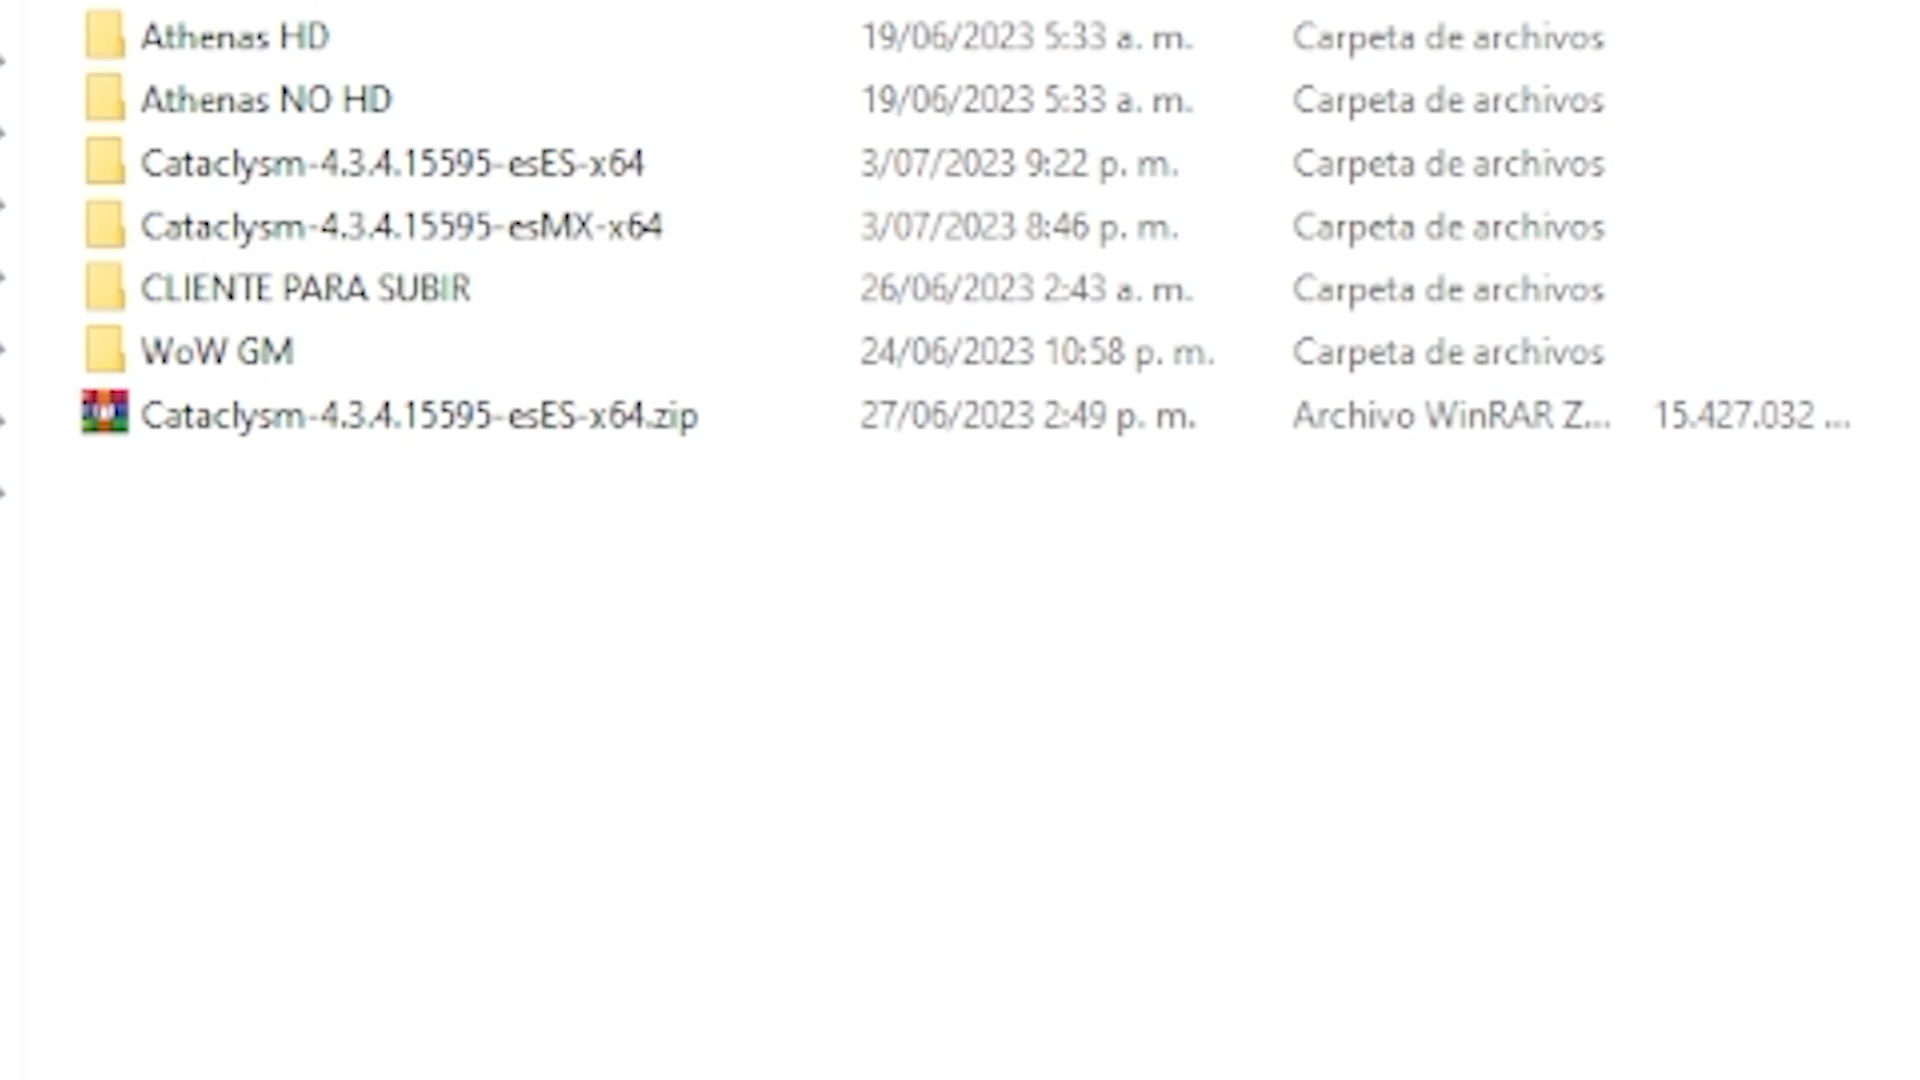 Athenas HD 19/06/2023 5:33 a. m. Carpeta de archivos
Athenas NO HD 19/06/2023 5:33 a. m. Carpeta de archivos
Cataclysm-4.3.4.15595-esES-x64 3/07/2023 9:22 p. m. Carpeta de archivos
Cataclysm-4.3.4.15595-esMX-x64 3/07/2023 8:46 p. m. Carpeta de archivos
CLIENTE PARA SUBIR 26/06/2023 2:43 a. m. Carpeta de archivos
WoW GM 24/06/2023 10:58 p. m. Carpeta de archivos
Cataclysm-4.3.4.15595-esES-x64.zip 27/06/2023 2:49 p. m. Archivo WinRAR Z... 15.427.032 ...